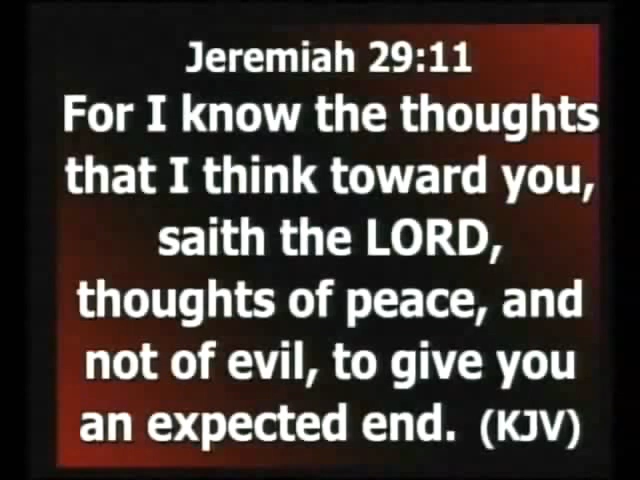 Jeremiah 29:11
For I know the thoughts
that I think toward you,
saith the LORD,
thoughts of peace, and
not of evil, to give you
an expected end. (KJV)